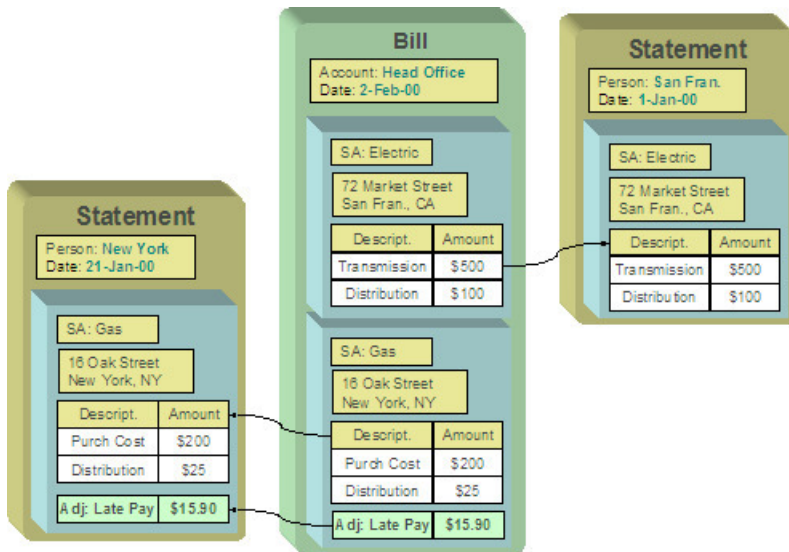 Statement
Person: New York
Date: 21-Jan-00
SA: Gas
16 Oak Street
New York, NY
Descript. Amount
Purch Cost $200
Distribution $25
Adj: Late Pay $15.90
Bill
Account: Head Office
Date: 2-Feb-00
SA: Electric
72 Market Street
San Fran., CA
Descript. Amount
Transmission $500
Distribution $100
SA: Gas
16 Oak Street
New York, NY
Descript. Amount
Purch Cost $200
Distribution $25
Adj: Late Pay $15.90
Statement
Person: San Fran.
Date: 1-Jan-00
SA: Electric
72 Market Street
San Fran., CA
Descript. Amount
Transmission $500
Distribution $100